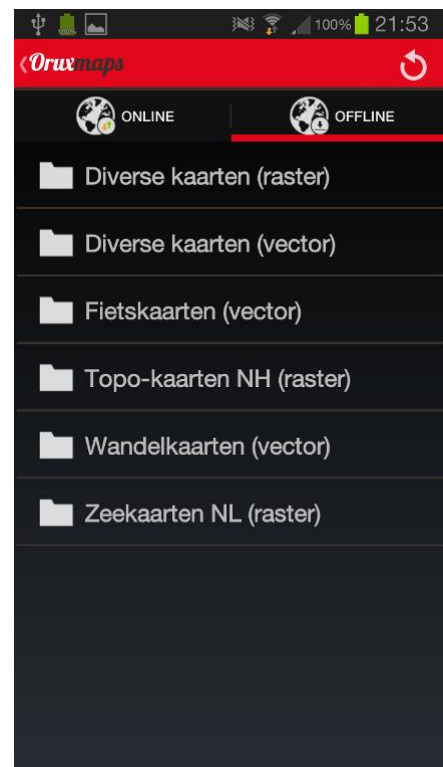 100% 21:53
Oruxmaps
ONLINE OFFLINE
Diverse kaarten (raster)
Diverse kaarten (vector)
Fietskaarten (vector)
Topo-kaarten NH (raster)
Wandelkaarten (vector)
Zeekaarten NL (raster)